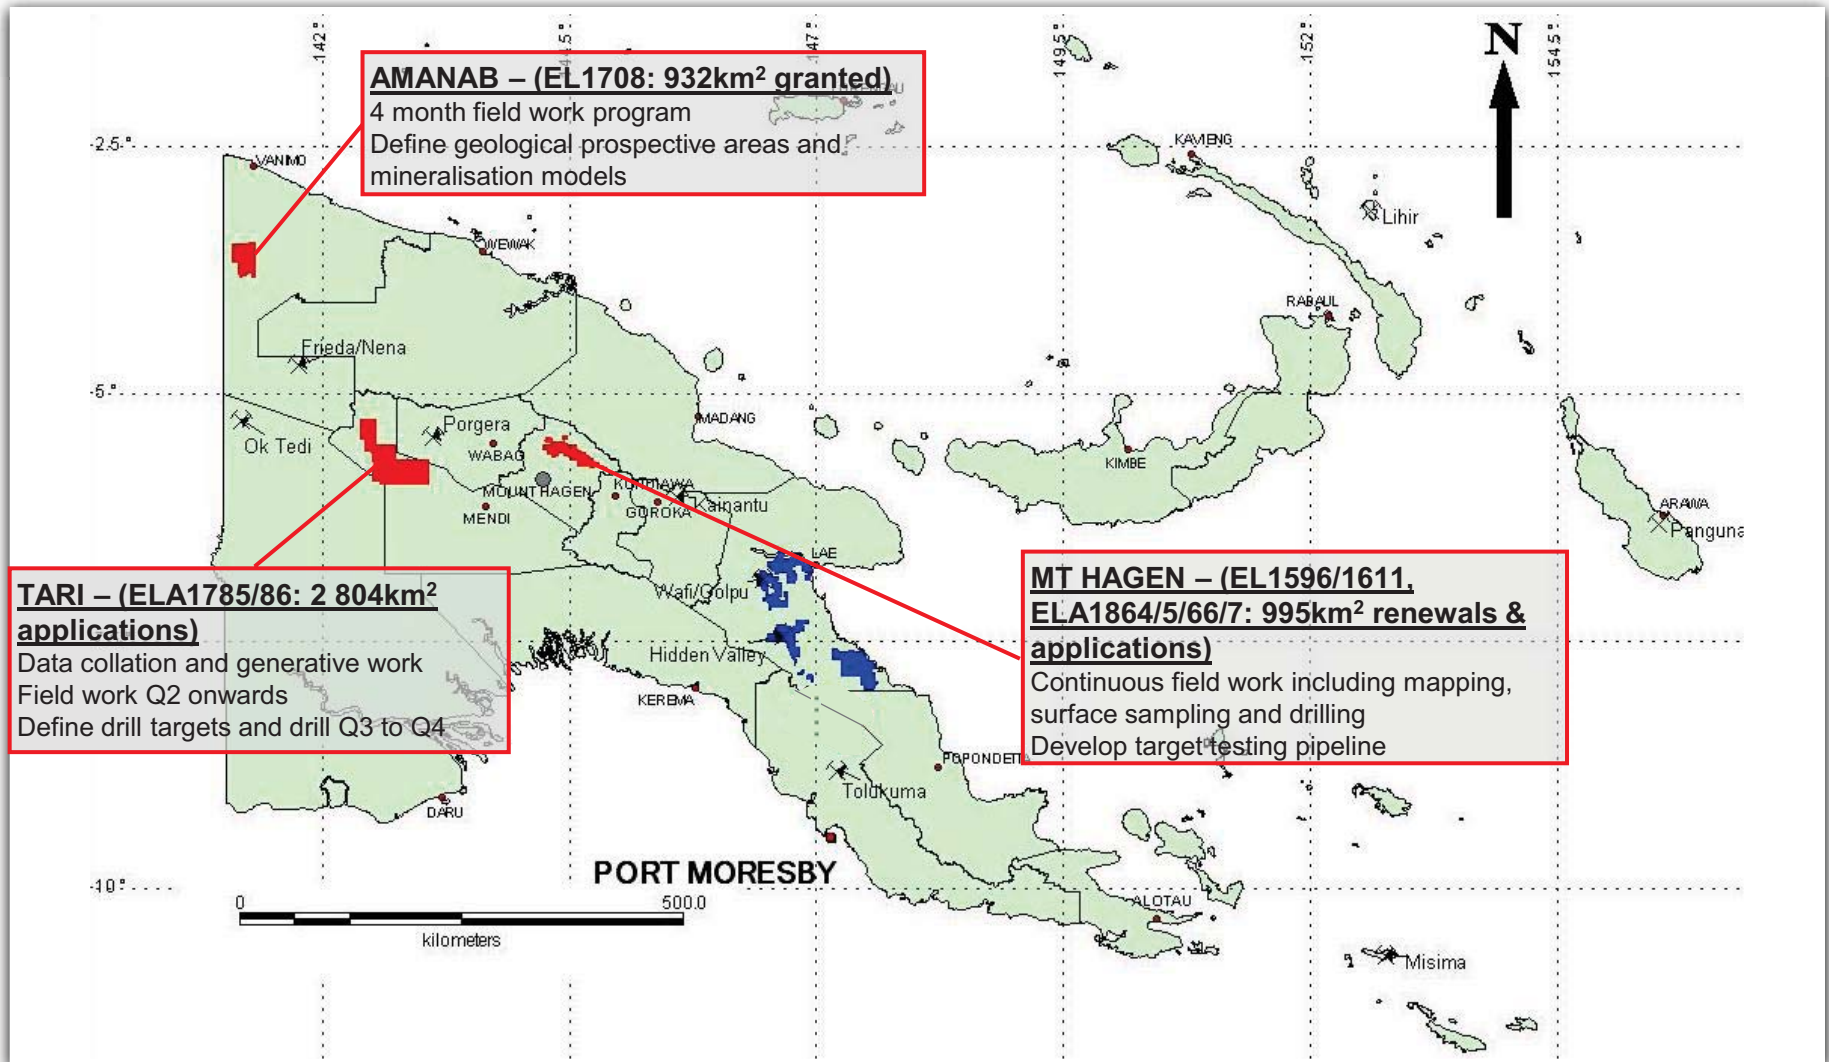 142°
147°
149.5°
152°
154.5°
N
AMANAB – (EL1708: 932km² granted)
4 month field work program
Define geological prospective areas and
mineralisation models
-2.5°
VANIMO
KAVIENG
Lihir
WEWAK
RABAUL
Frieda/Nena
-5°
MADANG
Porgera
Ok Tedi
WABAG
KIMBE
MOUNT HAGEN
KUNDIAWA
Kainantu
MENDI
GOROKA
ARAWA
Panguna
LAE
TARI – (ELA1785/86: 2 804km²
applications)
Data collation and generative work
Field work Q2 onwards
Define drill targets and drill Q3 to Q4
Wafi/Golpu
Hidden Valley
KEREMA
MT HAGEN – (EL1596/1611,
ELA1864/5/66/7: 995km² renewals &
applications)
Continuous field work including mapping,
surface sampling and drilling
Develop target testing pipeline
POPONDETTA
Tolukuma
DARU
PORT MORESBY
-10°
0
500.0
kilometers
ALOTAU
Misima